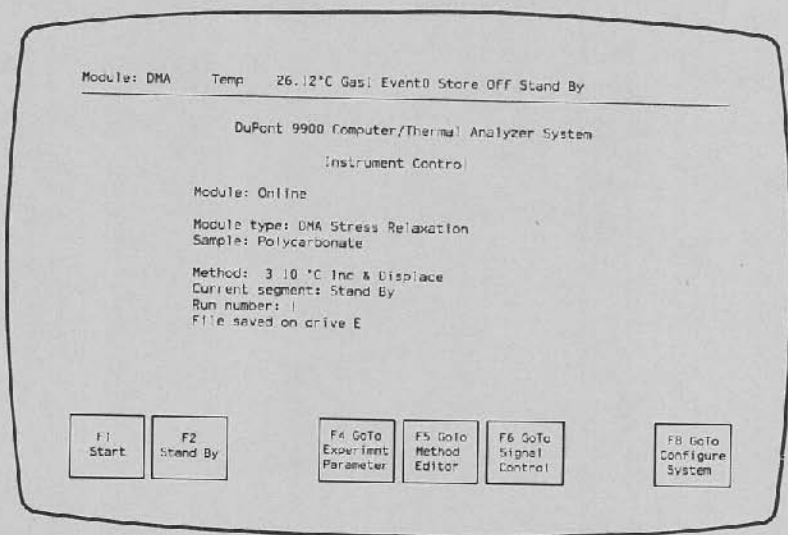 Module: DMA Temp 26.12°C Gas1 Event0 Store Off Stand By
DuPont 9900 Computer/Thermal Analyzer System
Instrument Control
Module: Online
Module type: DMA Stress Relaxation
Sample: Polycarbonate
Method: 3 10 °C Inc & Displace
Current segment: Stand By
Run number: 1
File saved on drive E
F1
Start
F2
Stand By
F4 GoTo
Experimnt
Parameter
F5 GoTo
Method
Editor
F6 GoTo
Signal
Control
F8 GoTo
Configure
System